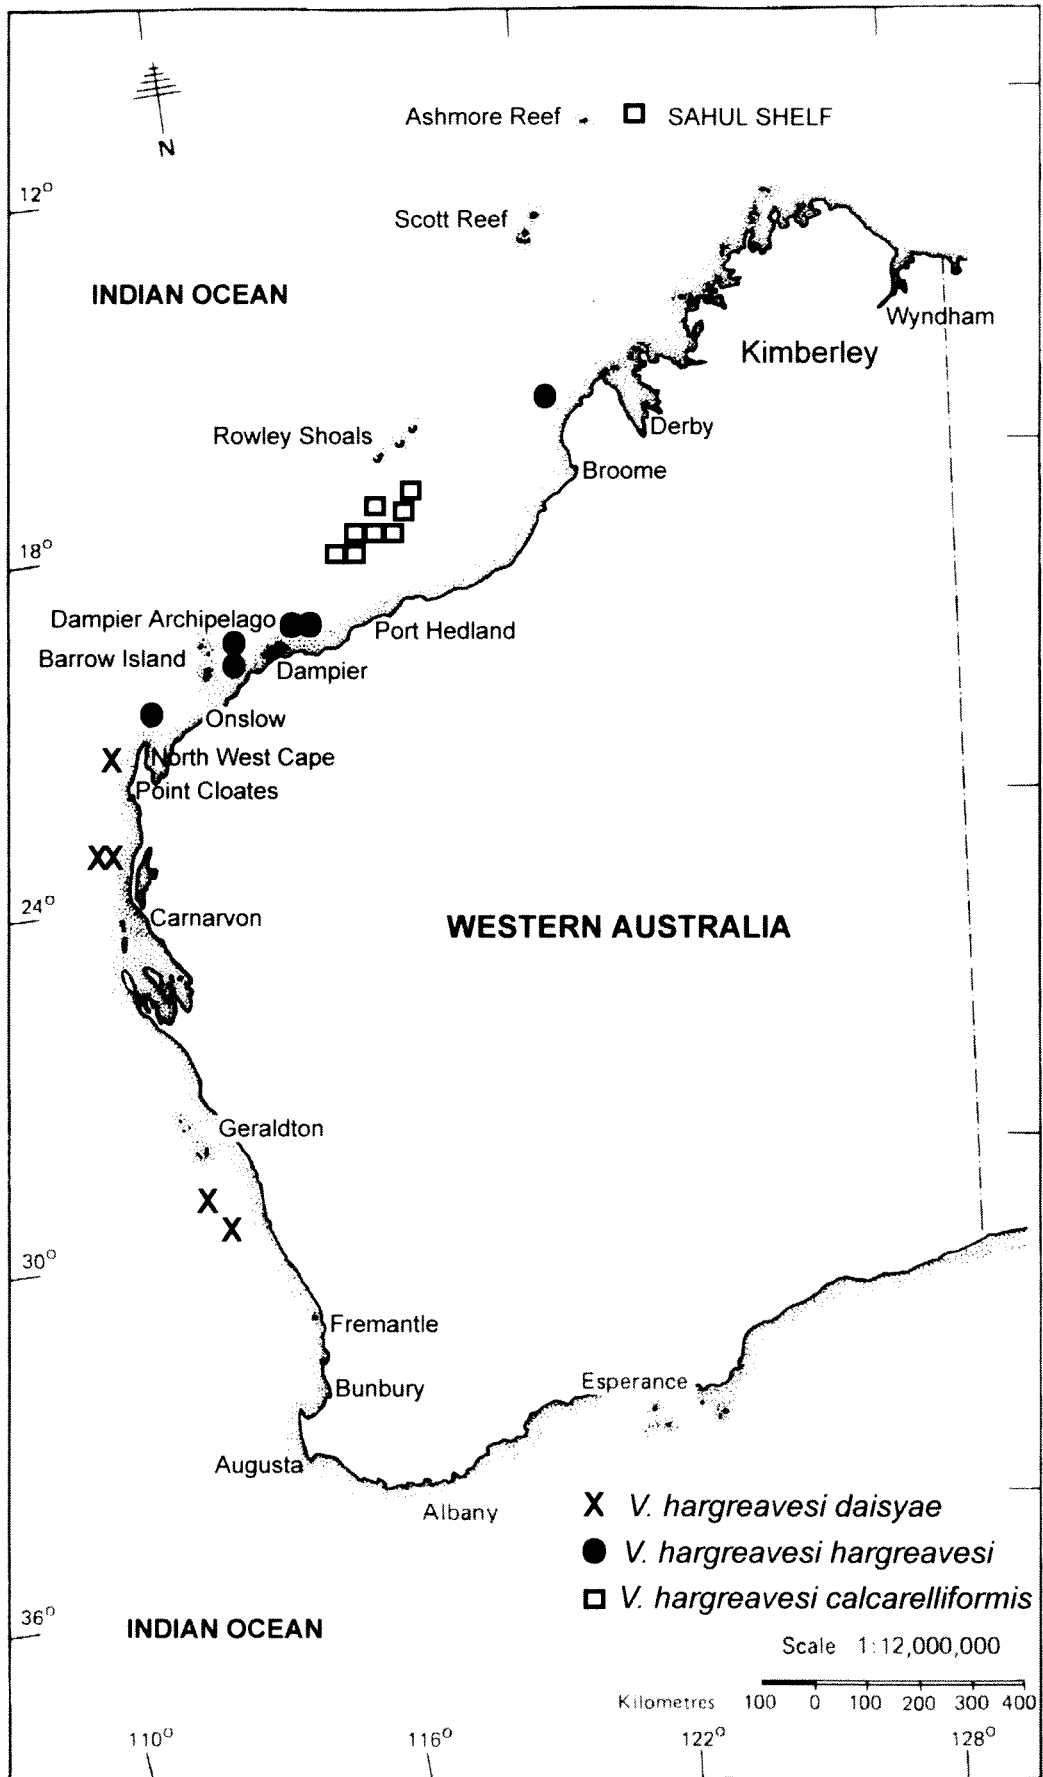 N
Ashmore Reef
SAHUL SHELF
12°
Scott Reef
INDIAN OCEAN
Wyndham
Kimberley
Derby
Rowley Shoals
Broome
18°
Dampier Archipelago
Port Hedland
Barrow Island
Dampier
Onslow
North West Cape
Point Cloates
24°
Carnarvon
WESTERN AUSTRALIA
Geraldton
30°
Fremantle
Esperance
Bunbury
Augusta
Albany
X V. hargreavesi daisyae
V. hargreavesi hargreavesi
V. hargreavesi calcarelliformis
36°
INDIAN OCEAN
Scale 1:12,000,000
Kilometres 100 0 100 200 300 400
110° 116° 122° 128°